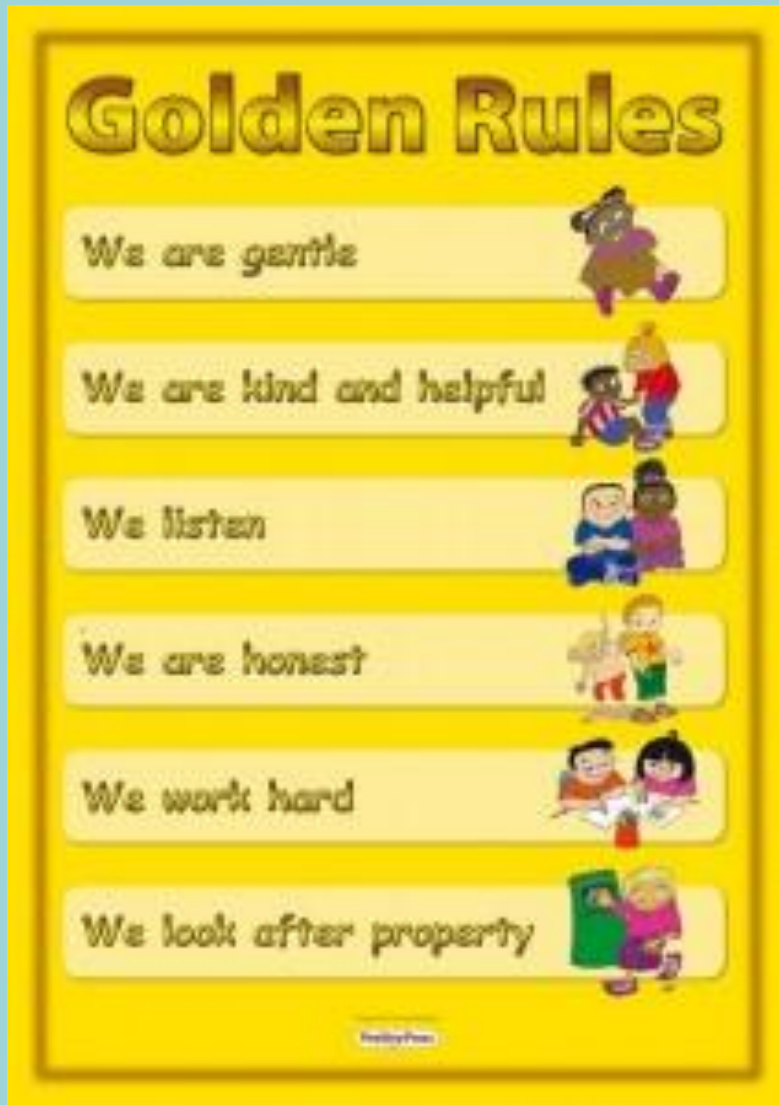 Golden Rules
We are gentle
We are kind and helpful
We listen
We are honest
We work hard
We look after property